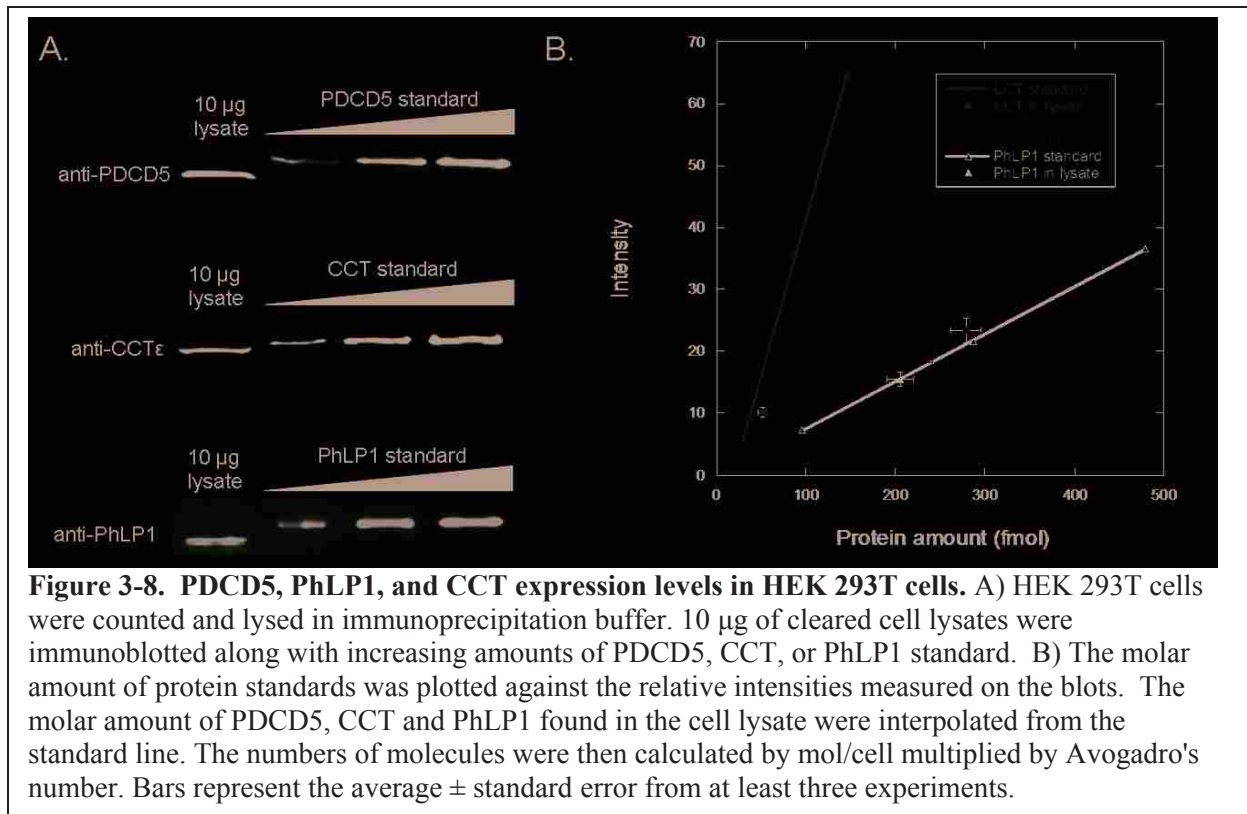 A.
10 µg
lysate
PDCD5 standard
anti-PDCD5
10 µg
lysate
CCT standard
anti-CCTε
10 µg
lysate
PhLP1 standard
anti-PhLP1
B.
70
60
50
40
30
20
10
0
Intensity
CCT standard
CCT in lysate
PhLP1 standard
PhLP1 in lysate
0 100 200 300 400 500
Protein amount (fmol)
Figure 3-8. PDCD5, PhLP1, and CCT expression levels in HEK 293T cells. A) HEK 293T cells
were counted and lysed in immunoprecipitation buffer. 10 μg of cleared cell lysates were
immunoblotted along with increasing amounts of PDCD5, CCT, or PhLP1 standard. B) The molar
amount of protein standards was plotted against the relative intensities measured on the blots. The
molar amount of PDCD5, CCT and PhLP1 found in the cell lysate were interpolated from the
standard line. The numbers of molecules were then calculated by mol/cell multiplied by Avogadro's
number. Bars represent the average ± standard error from at least three experiments.